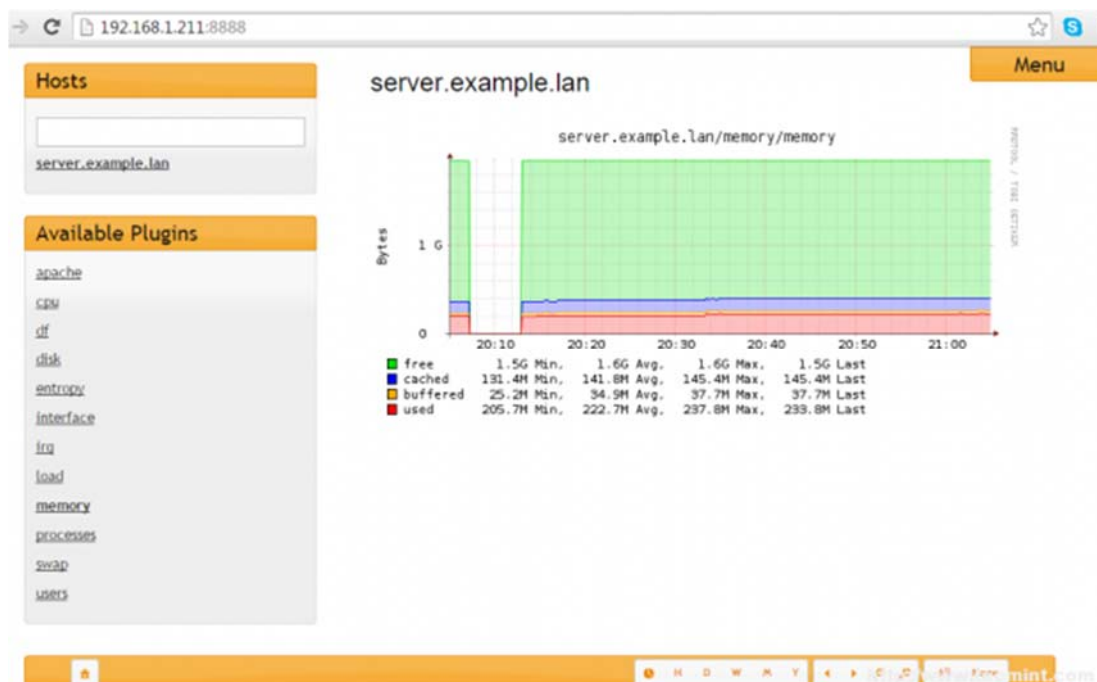 192.168.1.211:8888
Menu
Hosts
server.example.lan
Available Plugins
apache
cpu
df
disk
entropy
interface
irq
load
memory
processes
swap
users
server.example.lan
server.example.lan/memory/memory
RRDTOOL / TOBI OETIKER
Bytes
1 G
0
20:10 20:20 20:30 20:40 20:50 21:00
free 1.5G Min, 1.6G Avg, 1.6G Max, 1.5G Last
cached 131.4M Min, 141.8M Avg, 145.4M Max, 145.4M Last
buffered 25.2M Min, 34.9M Avg, 37.7M Max, 37.7M Last
used 205.7M Min, 222.7M Avg, 237.8M Max, 233.8M Last
H D W M Y